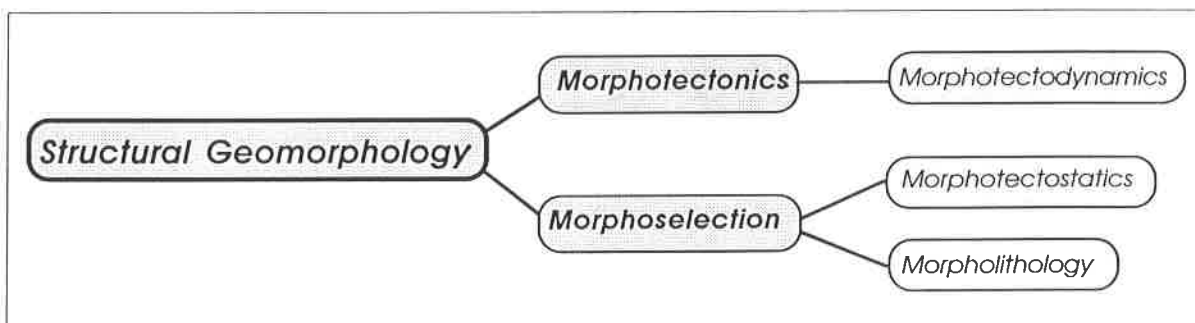 Structural Geomorphology
Morphotectonics
Morphotectodynamics
Morphoselection
Morphotectostatics
Morpholithology